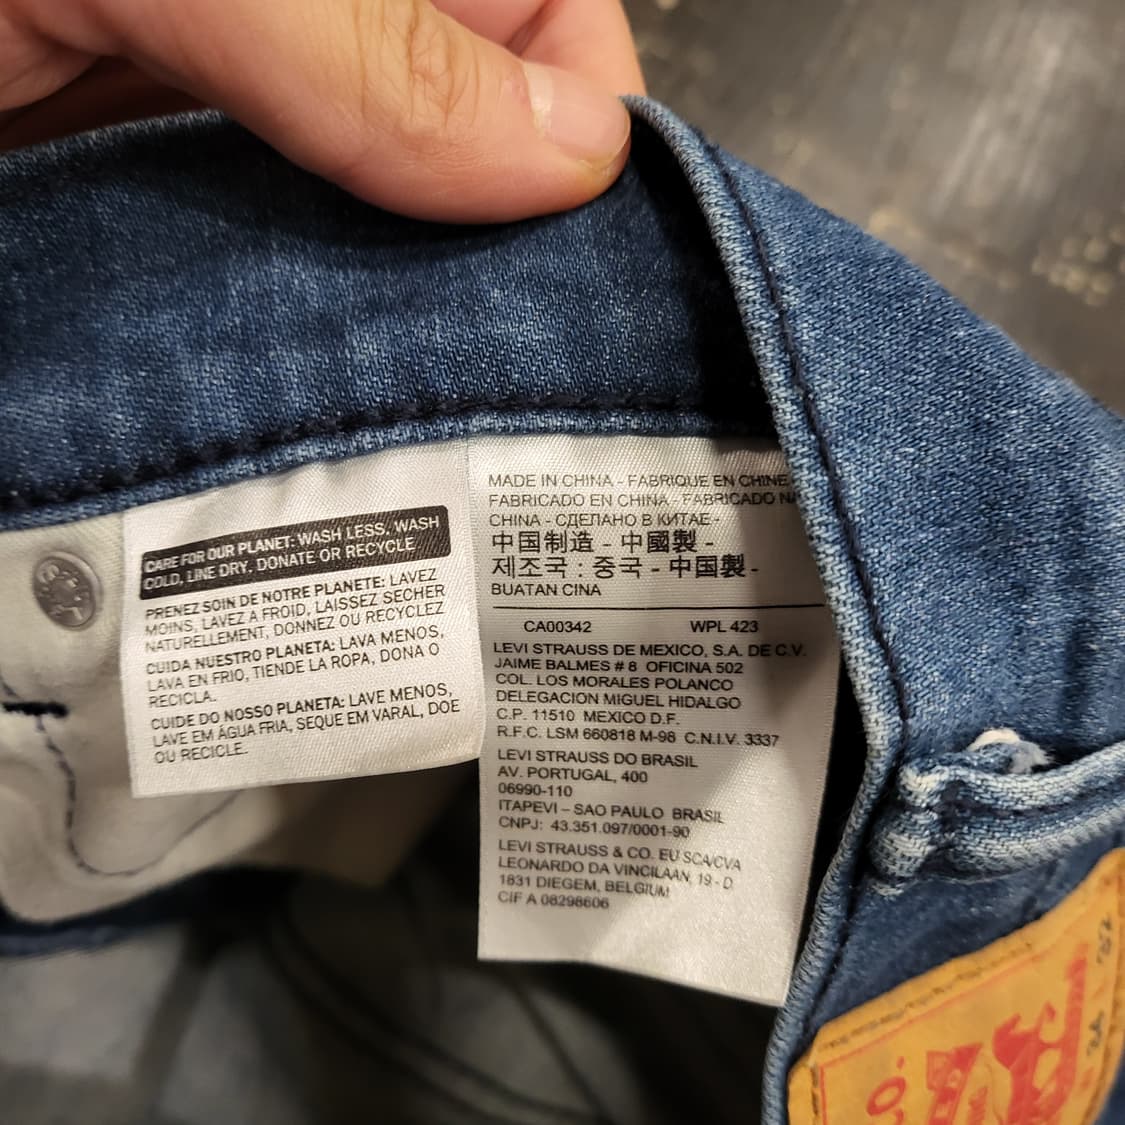 CARE FOR OUR PLANET: WASH LESS, WASH
COLD, LINE DRY, DONATE OR RECYCLE
PRENEZ SOIN DE NOTRE PLANETE: LAVEZ
MOINS, LAVEZ A FROID, LAISSEZ SECHER
NATURELLEMENT, DONNEZ OU RECYCLEZ
CUIDA NUESTRO PLANETA: LAVA MENOS,
LAVA EN FRIO, TIENDE LA ROPA, DONA O
RECICLA.
CUIDE DO NOSSO PLANETA: LAVE MENOS,
LAVE EM ÁGUA FRIA, SEQUE EM VARAL, DOE
OU RECICLE.
MADE IN CHINA - FABRIQUE EN CHINE
FABRICADO EN CHINA - FABRICADO NA
CHINA - СДЕЛАНО В КИТАЕ -
中国制造 - 中國製 -
제조국 : 중국 - 中国製 -
BUATAN CINA
CA00342 WPL 423
LEVI STRAUSS DE MEXICO, S.A. DE C.V.
JAIME BALMES # 8 OFICINA 502
COL. LOS MORALES POLANCO
DELEGACION MIGUEL HIDALGO
C.P. 11510 MEXICO D.F.
R.F.C. LSM 660818 M-98 C.N.I.V. 3337
LEVI STRAUSS DO BRASIL
AV. PORTUGAL, 400
06990-110
ITAPEVI – SAO PAULO BRASIL
CNPJ: 43.351.097/0001-90
LEVI STRAUSS & CO. EU SCA/CVA
LEONARDO DA VINCILAAN, 19 - D
1831 DIEGEM, BELGIUM
CIF A 08298606